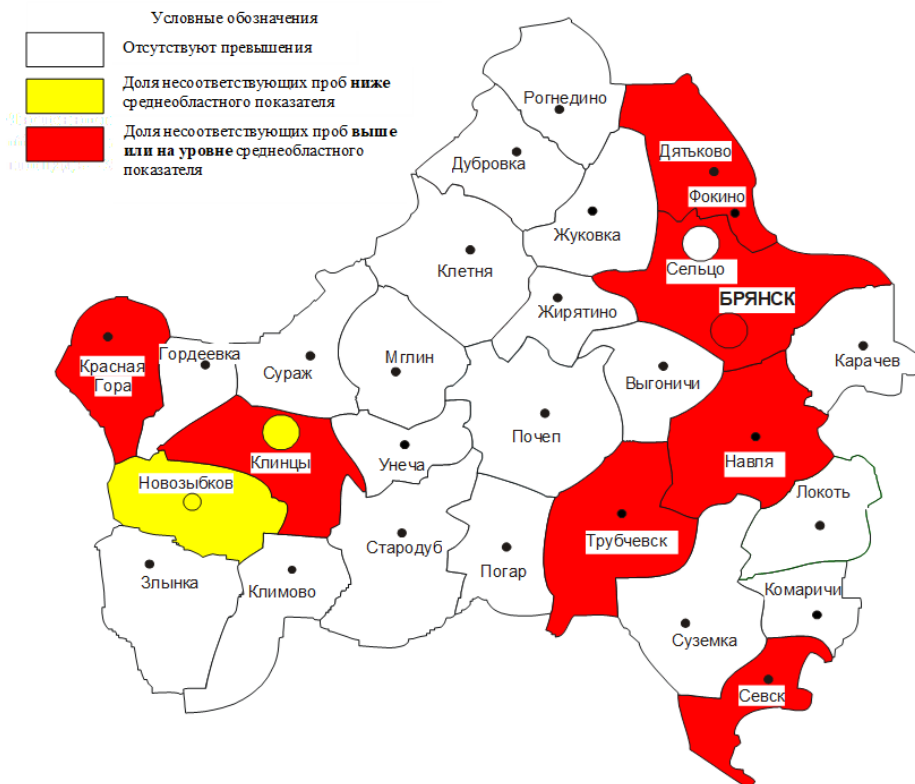 Условные обозначения
Отсутствуют превышения
Доля несоответствующих проб ниже
среднеобластного показателя
Доля несоответствующих проб выше
или на уровне среднеобластного
показателя
Рогнедино
Дятьково
Дубровка
Фокино
Жуковка
Клетня
Сельцо
БРЯНСК
Жирятино
Гордеевка
Мглин
Карачев
Красная
Гора
Сураж
Выгоничи
Почеп
Клинцы
Унеча
Навля
Новозыбков
Локоть
Стародуб
Трубчевск
Погар
Злынка
Климово
Комаричи
Суземка
Севск